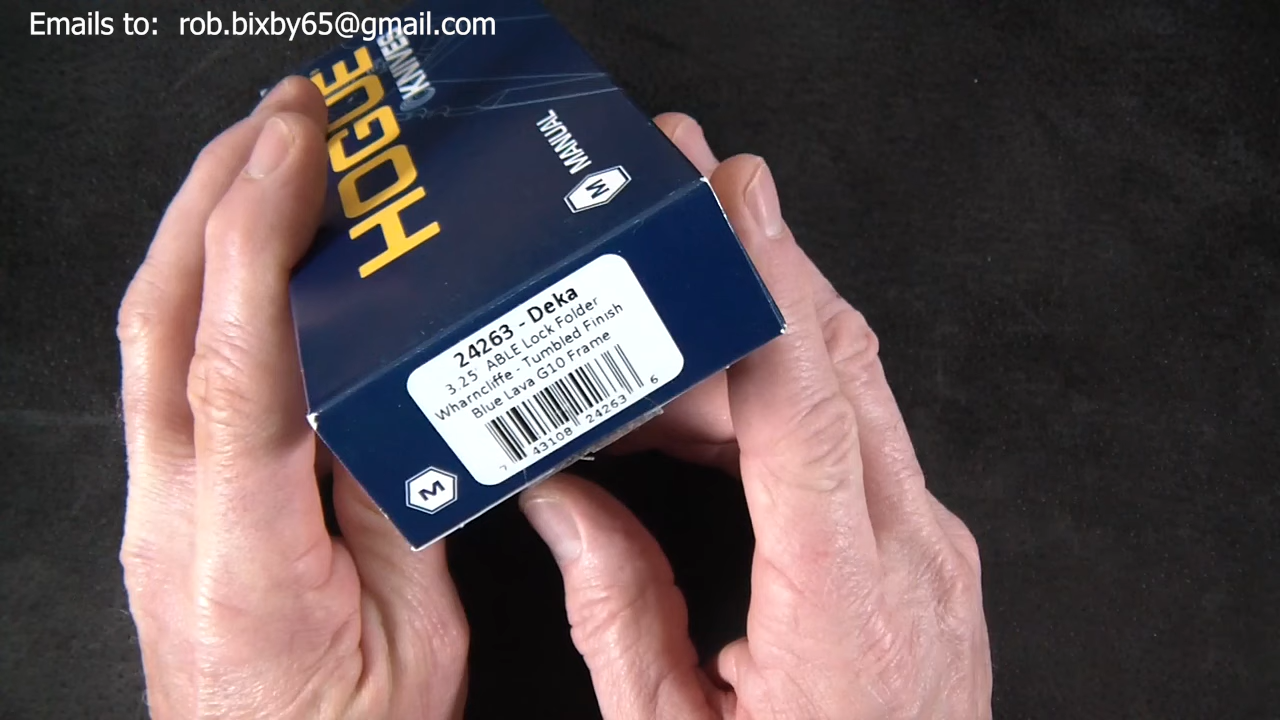 Emails to: rob.bixby65@gmail.com
HOGUE
KNIVES
M MANUAL
24263 - Deka
3.25" ABLE Lock Folder
Wharncliffe - Tumbled Finish
Blue Lava G10 Frame
7 43108 24263 6
M